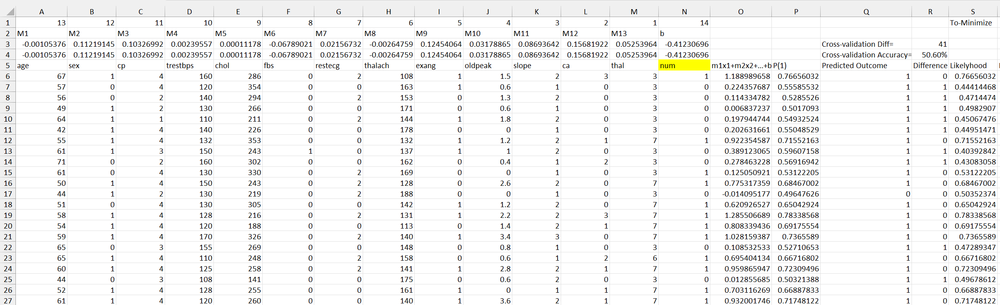 A B C D E F G H I J K L M N O P Q R S
1 13 12 11 10 9 8 7 6 5 4 3 2 1 14 To-Minimize
2 M1 M2 M3 M4 M5 M6 M7 M8 M9 M10 M11 M12 M13 b
3 -0.00105376 0.11219145 0.10326992 0.00239557 0.00011178 -0.06789021 0.02156732 -0.00264759 0.12454064 0.03178865 0.08693642 0.15681922 0.05253964 -0.41230696 Cross-validation Diff= 41
4 -0.00105376 0.11219145 0.10326992 0.00239557 0.00011178 -0.06789021 0.02156732 -0.00264759 0.12454064 0.03178865 0.08693642 0.15681922 0.05253964 -0.41230696 Cross-validation Accuracy= 50.60%
5 age sex cp trestbps chol fbs restecg thalach exang oldpeak slope ca thal num m1x1+m2x2+...+b P(1) Predicted Outcome Difference Likelyhood
6 67 1 4 160 286 0 2 108 1 1.5 2 3 3 1 1.188989658 0.76656032 1 0 0.76656032
7 57 0 4 120 354 0 0 163 1 0.6 1 0 3 0 0.224357687 0.55585532 1 1 0.44414468
8 56 0 2 140 294 0 2 153 0 1.3 2 0 3 0 0.114334782 0.5285526 1 1 0.4714474
9 49 1 2 130 266 0 0 171 0 0.6 1 0 3 0 0.006837237 0.5017093 1 1 0.4982907
10 64 1 1 110 211 0 2 144 1 1.8 2 0 3 0 0.197944744 0.54932524 1 1 0.45067476
11 42 1 4 140 226 0 0 178 0 0 1 0 3 0 0.202631661 0.55048529 1 1 0.44951471
12 55 1 4 132 353 0 0 132 1 1.2 2 1 7 1 0.922354587 0.71552163 1 0 0.71552163
13 61 1 3 150 243 1 0 137 1 1 2 0 3 0 0.389123065 0.59607158 1 1 0.40392842
14 71 0 2 160 302 0 0 162 0 0.4 1 2 3 0 0.278463228 0.56916942 1 1 0.43083058
15 61 0 4 130 330 0 2 169 0 0 1 0 3 1 0.125050921 0.53122205 1 0 0.53122205
16 50 1 4 150 243 0 2 128 0 2.6 2 0 7 1 0.775317359 0.68467002 1 0 0.68467002
17 44 1 2 130 219 0 2 188 0 0 1 0 3 0 -0.014095177 0.49647626 0 0 0.50352374
18 51 0 4 130 305 0 0 142 1 1.2 2 0 7 1 0.620926527 0.65042924 1 0 0.65042924
19 58 1 4 128 216 0 2 131 1 2.2 2 3 7 1 1.285506689 0.78338568 1 0 0.78338568
20 54 1 4 120 188 0 0 113 0 1.4 2 1 7 1 0.808339436 0.69175554 1 0 0.69175554
21 59 1 4 170 326 0 2 140 1 3.4 3 0 7 1 1.028159387 0.7365589 1 0 0.7365589
22 65 0 3 155 269 0 0 148 0 0.8 1 0 3 0 0.108532533 0.52710653 1 1 0.47289347
23 65 1 4 110 248 0 2 158 0 0.6 1 2 6 1 0.695404134 0.66716802 1 0 0.66716802
24 60 1 4 125 258 0 2 141 1 2.8 2 1 7 1 0.959865947 0.72309496 1 0 0.72309496
25 44 0 3 108 141 0 0 175 0 0.6 2 0 3 0 0.012855685 0.50321388 1 1 0.49678612
26 52 1 4 128 255 0 0 161 1 0 1 1 7 1 0.703116269 0.66887833 1 0 0.66887833
27 61 1 4 120 260 0 0 140 1 3.6 2 1 7 1 0.932001746 0.71748122 1 0 0.71748122